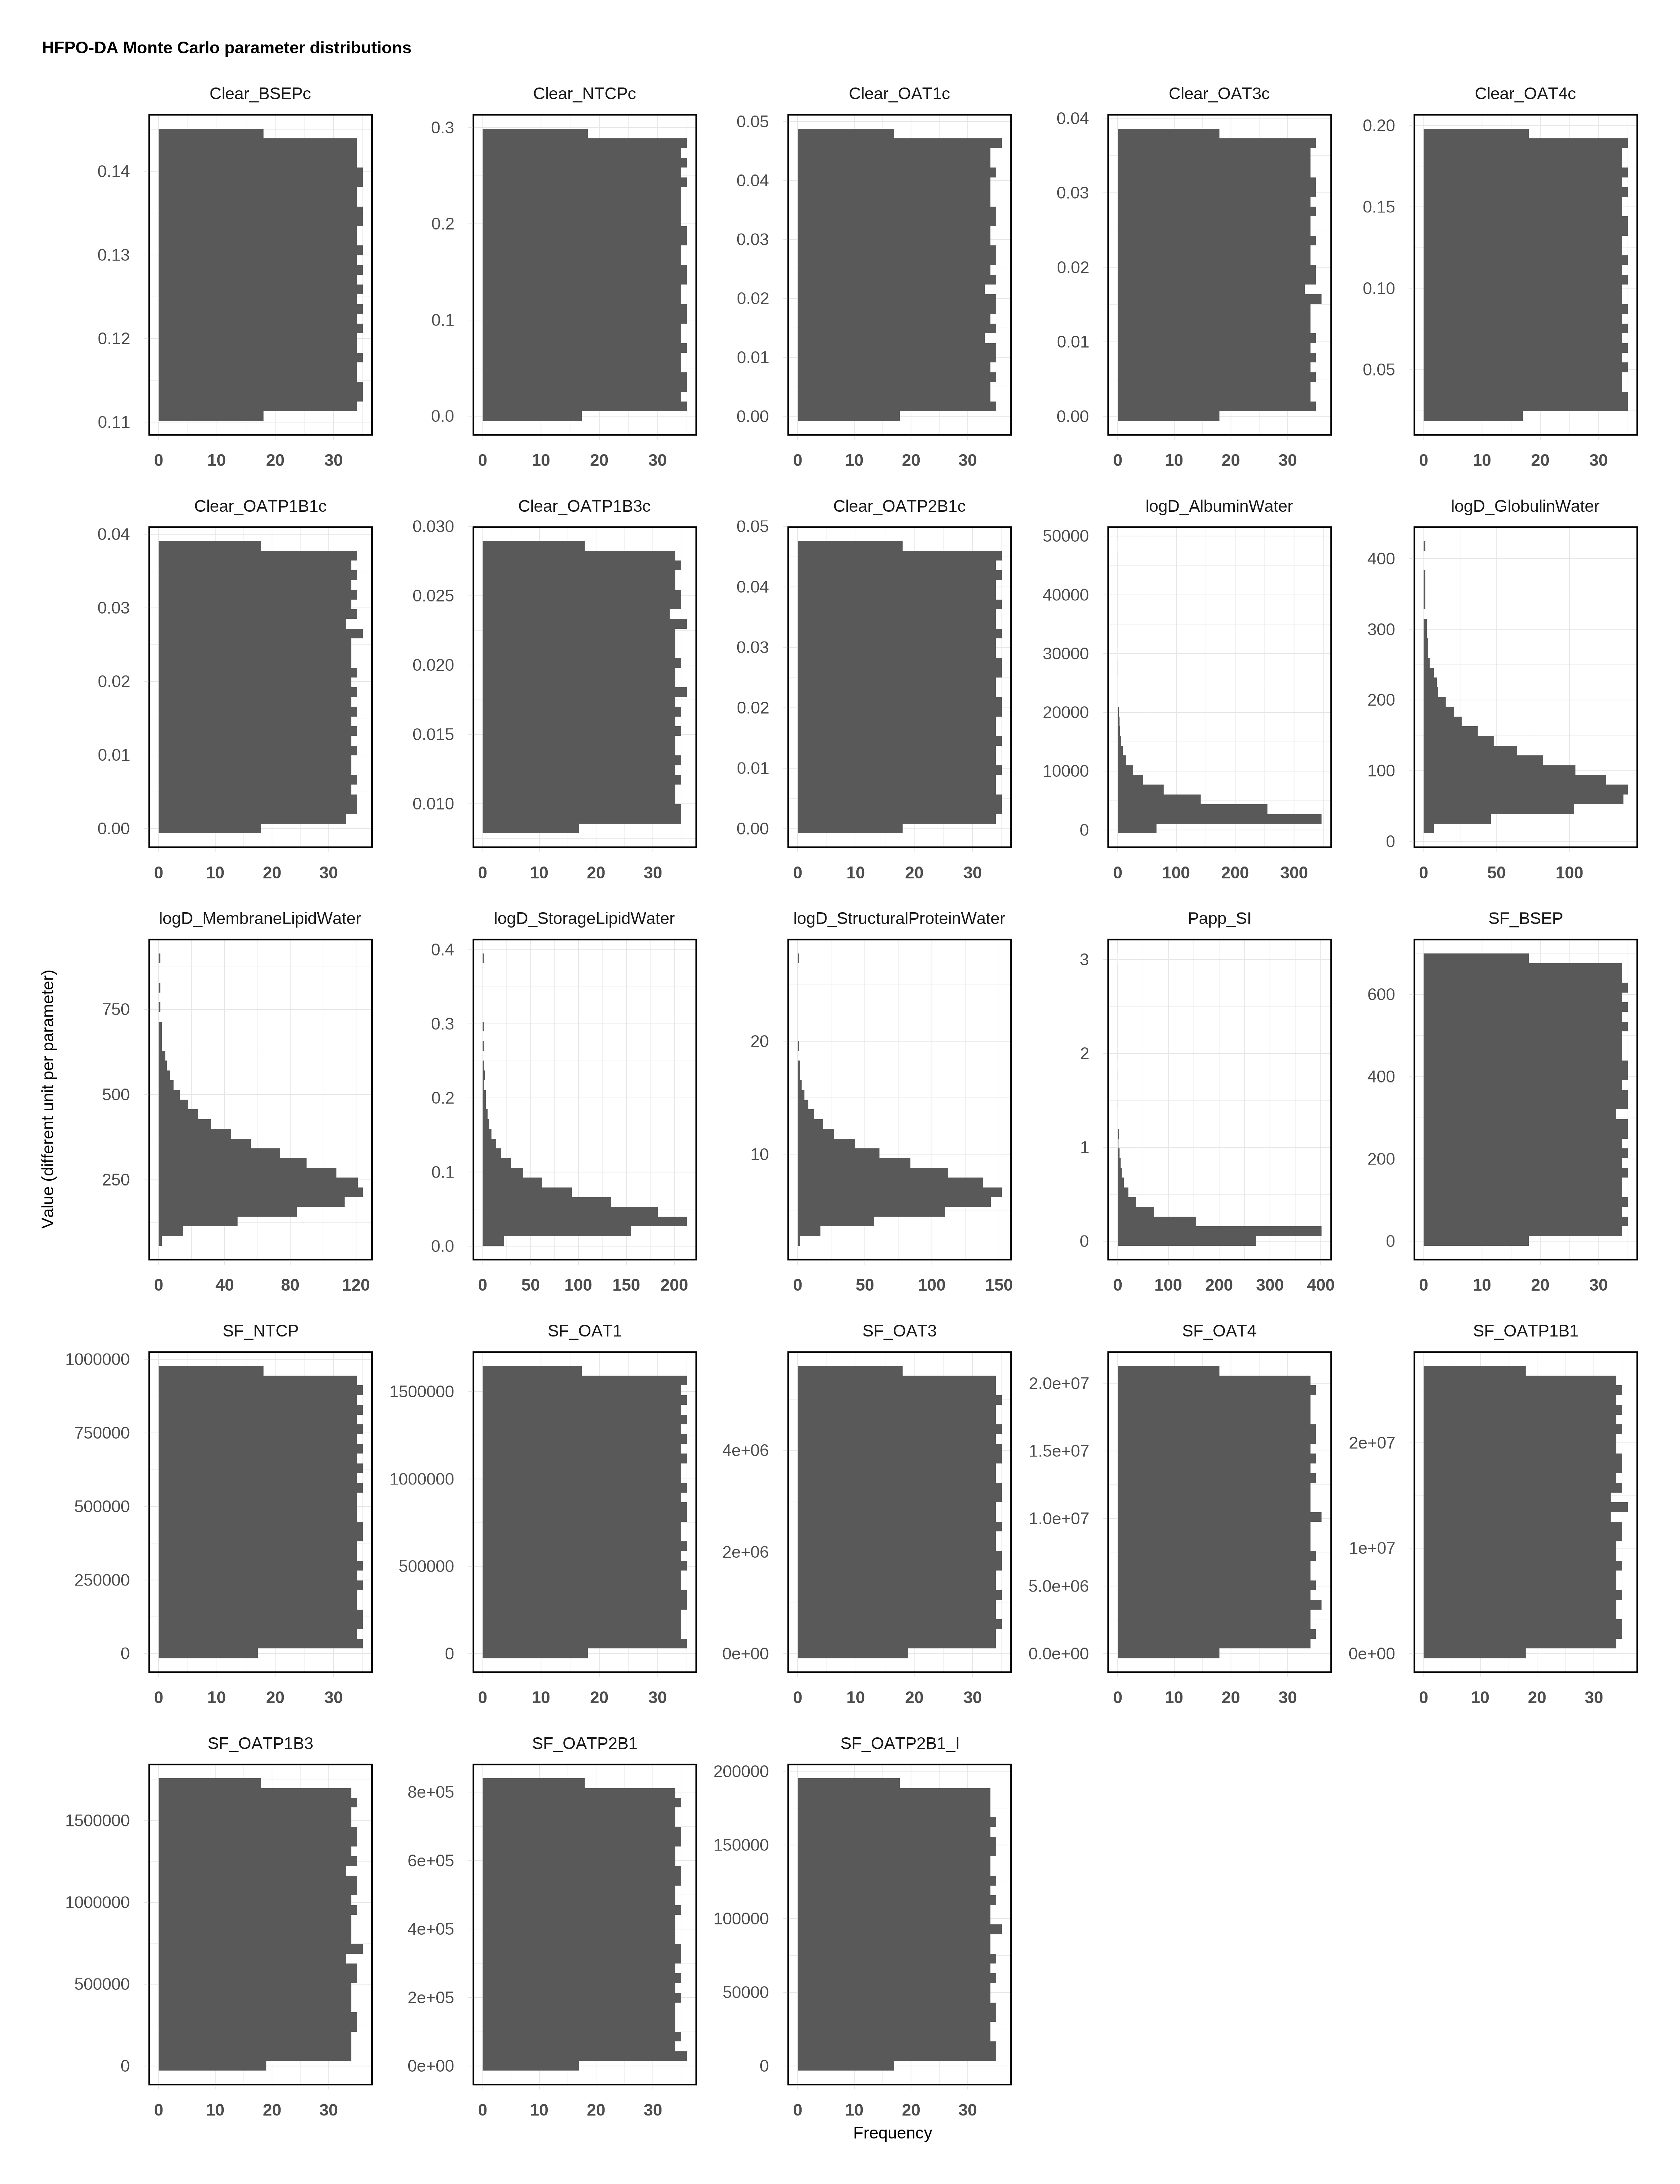 HFPO-DA Monte Carlo parameter distributions
Clear_BSEPc Clear_NTCPc Clear_OAT1c Clear_OAT3c Clear_OAT4c
0.14
0.13
0.12
0.11
0.3
0.2
0.1
0.0
0.05
0.04
0.03
0.02
0.01
0.00
0.04
0.03
0.02
0.01
0.00
0.20
0.15
0.10
0.05
0 10 20 30 0 10 20 30 0 10 20 30 0 10 20 30 0 10 20 30
Clear_OATP1B1c Clear_OATP1B3c Clear_OATP2B1c logD_AlbuminWater logD_GlobulinWater
0.04
0.03
0.02
0.01
0.00
0.030
0.025
0.020
0.015
0.010
0.05
0.04
0.03
0.02
0.01
0.00
50000
40000
30000
20000
10000
0
400
300
200
100
0
0 10 20 30 0 10 20 30 0 10 20 30 0 100 200 300 0 50 100
logD_MembraneLipidWater logD_StorageLipidWater logD_StructuralProteinWater Papp_SI SF_BSEP
Value (different unit per parameter)
750
500
250
0.4
0.3
0.2
0.1
0.0
20
10
3
2
1
0
600
400
200
0
0 40 80 120 0 50 100 150 200 0 50 100 150 0 100 200 300 400 0 10 20 30
SF_NTCP SF_OAT1 SF_OAT3 SF_OAT4 SF_OATP1B1
1000000
750000
500000
250000
0
1500000
1000000
500000
0
4e+06
2e+06
0e+00
2.0e+07
1.5e+07
1.0e+07
5.0e+06
0.0e+00
2e+07
1e+07
0e+00
0 10 20 30 0 10 20 30 0 10 20 30 0 10 20 30 0 10 20 30
SF_OATP1B3 SF_OATP2B1 SF_OATP2B1_I
1500000
1000000
500000
0
8e+05
6e+05
4e+05
2e+05
0e+00
200000
150000
100000
50000
0
0 10 20 30 0 10 20 30 0 10 20 30
Frequency